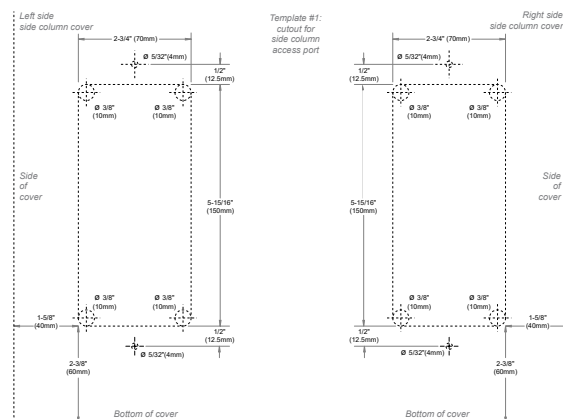 Left side
side column cover
Template #1:
cutout for
side column
access port
Right side
side column cover
2-3/4" (70mm)
2-3/4" (70mm)
Ø 5/32"(4mm)
Ø 5/32"(4mm)
1/2"
(12.5mm)
1/2"
(12.5mm)
Ø 3/8"
(10mm)
Ø 3/8"
(10mm)
Ø 3/8"
(10mm)
Ø 3/8"
(10mm)
Side
of
cover
5-15/16"
(150mm)
5-15/16"
(150mm)
Side
of
cover
Ø 3/8"
(10mm)
Ø 3/8"
(10mm)
Ø 3/8"
(10mm)
Ø 3/8"
(10mm)
1-5/8"
(40mm)
1/2"
(12.5mm)
1/2"
(12.5mm)
1-5/8"
(40mm)
Ø 5/32"(4mm)
Ø 5/32"(4mm)
2-3/8"
(60mm)
2-3/8"
(60mm)
Bottom of cover
Bottom of cover